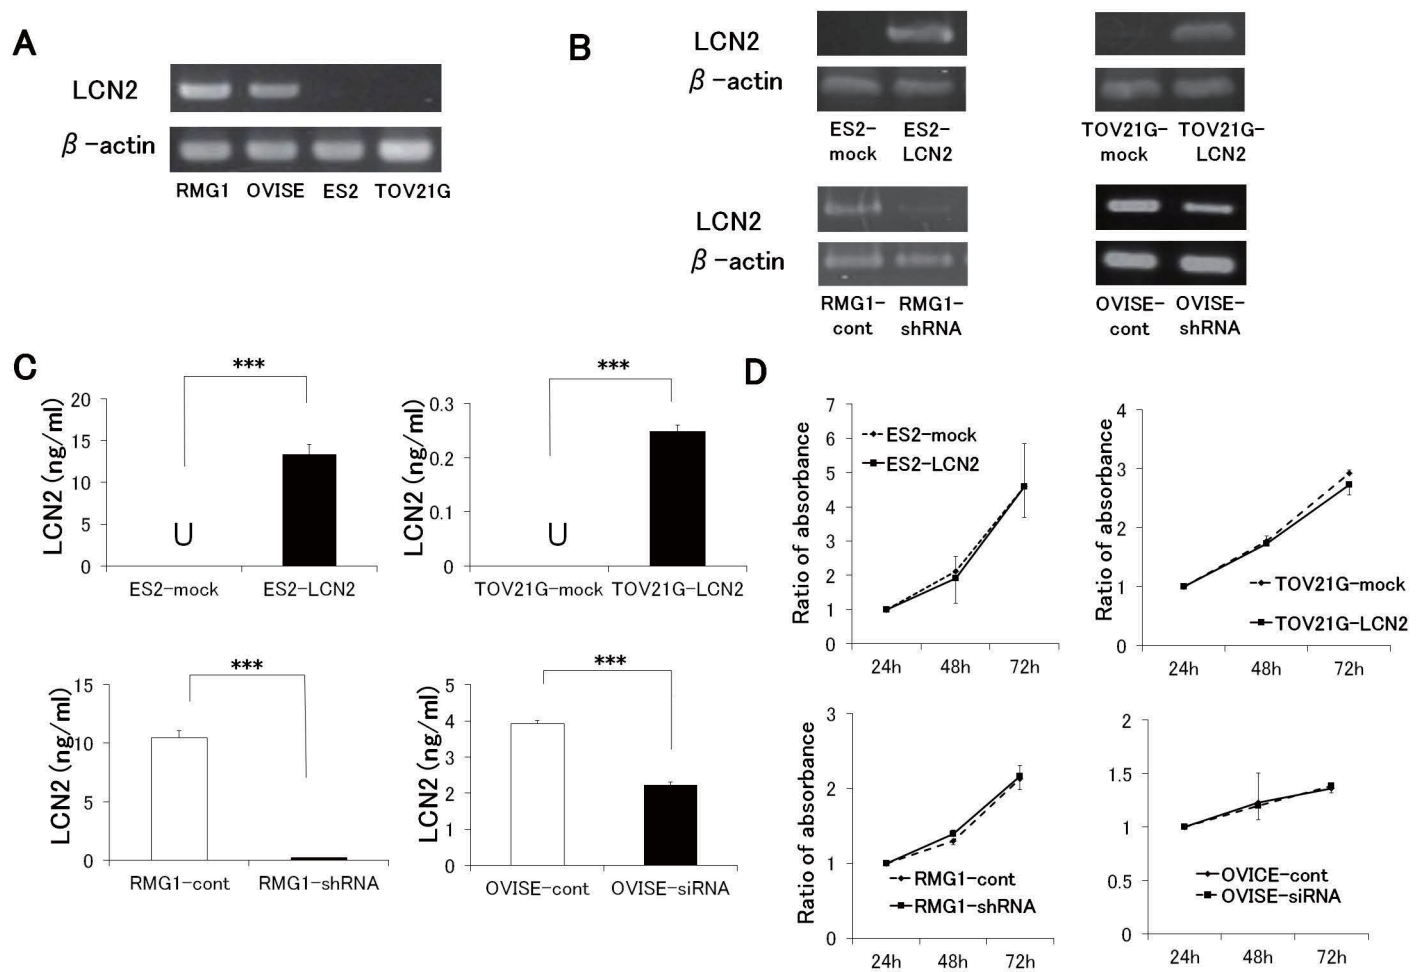 A
LCN2
β-actin
RMG1 OVISE ES2 TOV21G
B
LCN2
β-actin
ES2-mock ES2-LCN2
TOV21G-mock TOV21G-LCN2
LCN2
β-actin
RMG1-cont RMG1-shRNA
OVISE-cont OVISE-shRNA
C
***
LCN2 (ng/ml)
20
15
10
5
0
U
ES2-mock ES2-LCN2
***
LCN2 (ng/ml)
0.3
0.2
0.1
0
U
TOV21G-mock TOV21G-LCN2
***
LCN2 (ng/ml)
15
10
5
0
RMG1-cont RMG1-shRNA
***
LCN2 (ng/ml)
5
4
3
2
1
0
OVISE-cont OVISE-siRNA
D
Ratio of absorbance
7
6
5
4
3
2
1
0
ES2-mock
ES2-LCN2
24h 48h 72h
Ratio of absorbance
4
3
2
1
0
TOV21G-mock
TOV21G-LCN2
24h 48h 72h
Ratio of absorbance
3
2
1
0
RMG1-cont
RMG1-shRNA
24h 48h 72h
2
1.5
1
0.5
0
OVICE-cont
OVISE-siRNA
24h 48h 72h